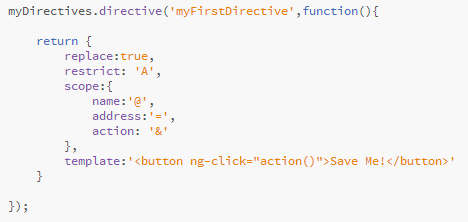 myDirectives.directive('myFirstDirective',function(){
return {
replace:true,
restrict: 'A',
scope:{
name:'@',
address:'=',
action: '&'
},
template:'<button ng-click="action()">Save Me!</button>'
}
});